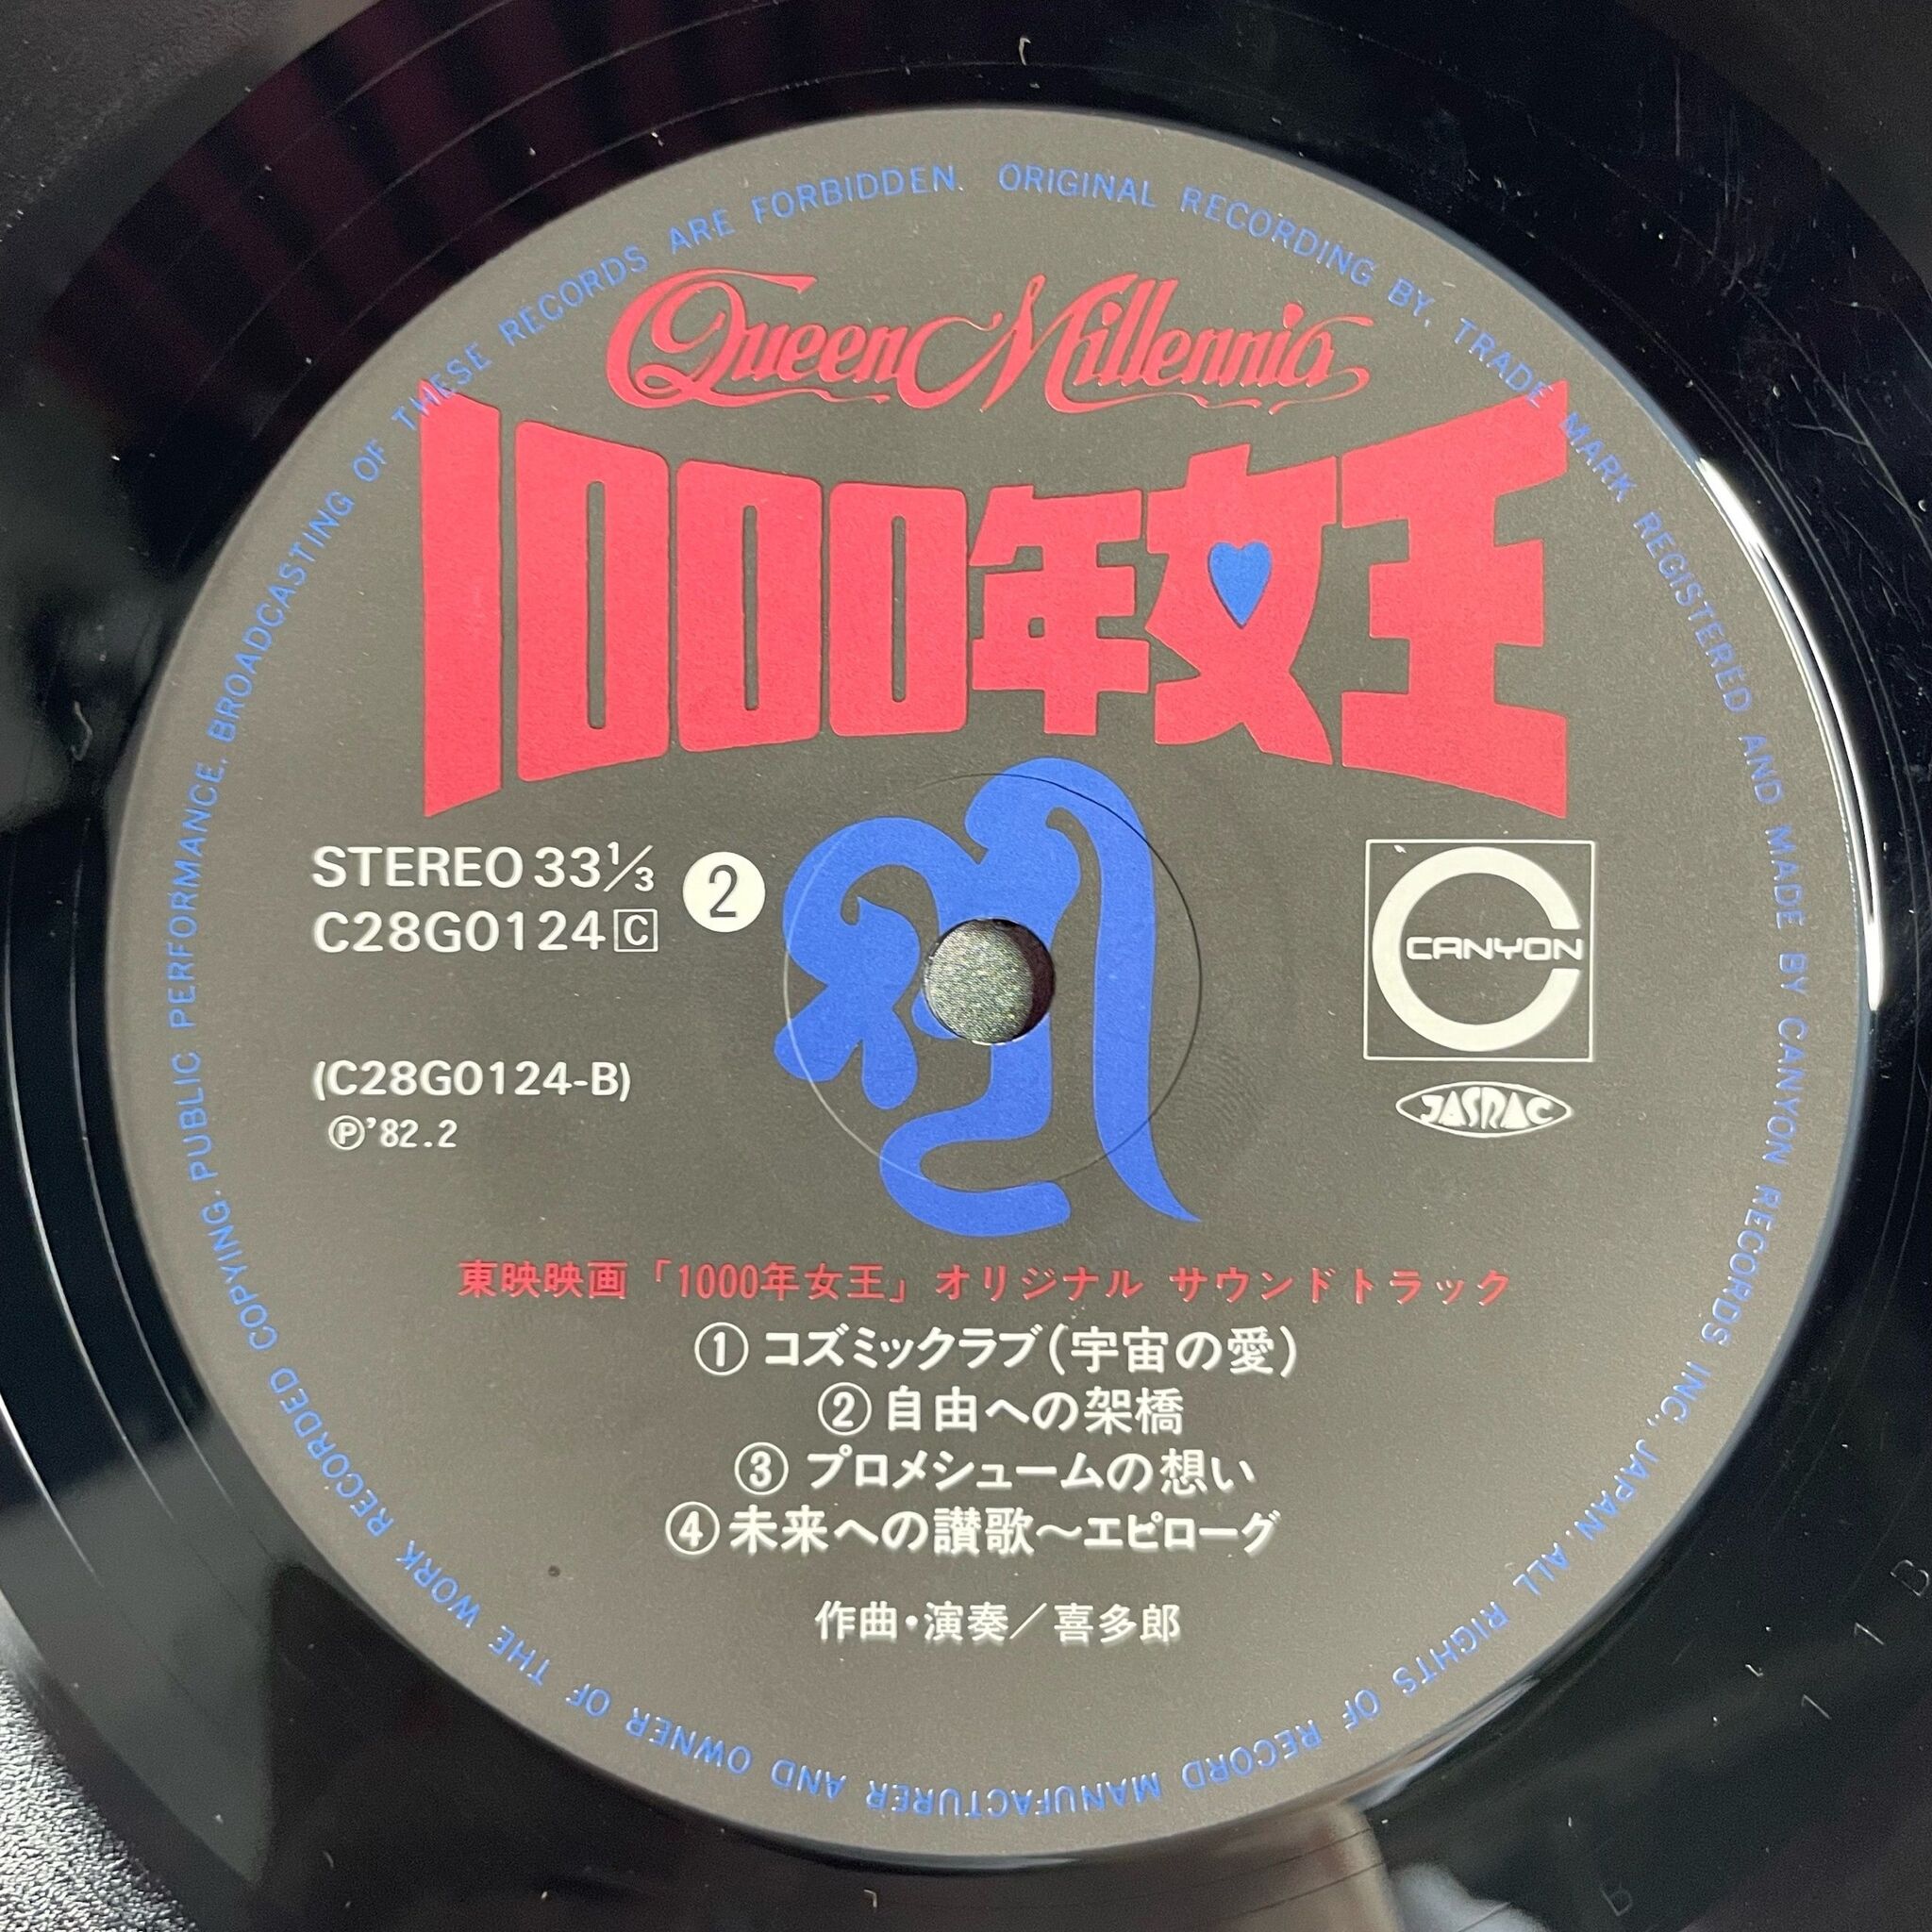 ORIGINAL RECORDING BY, TRADE MARK REGISTERED AND MADE BY CANYON RECORDS INC., JAPAN. ALL RIGHTS OF RECORD MANUFACTURER AND OWNER OF THE WORK RECORDED COPYING. PUBLIC PERFORMANCE. BROADCASTING OF THESE RECORDS ARE FORBIDDEN.
Queen Millennia
1000年女王
STEREO 33⅓ ②
C28G0124 C
CANYON
(C28G0124-B)
JASRAC
Ⓟ'82.2
東映映画「1000年女王」オリジナル サウンドトラック
① コズミックラブ(宇宙の愛)
② 自由への架橋
③ プロメシュームの想い
④ 未来への讃歌〜エピローグ
作曲・演奏／喜多郎